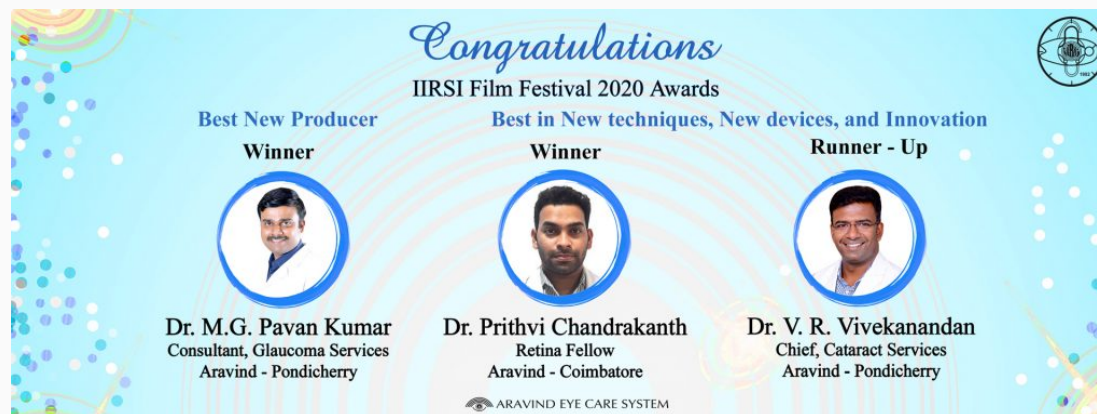 Congratulations
IIRSI Film Festival 2020 Awards
Best New Producer
Winner
Dr. M.G. Pavan Kumar
Consultant, Glaucoma Services
Aravind - Pondicherry
Best in New techniques, New devices, and Innovation
Winner
Dr. Prithvi Chandrakanth
Retina Fellow
Aravind - Coimbatore
Runner - Up
Dr. V. R. Vivekanandan
Chief, Cataract Services
Aravind - Pondicherry
ARAVIND EYE CARE SYSTEM